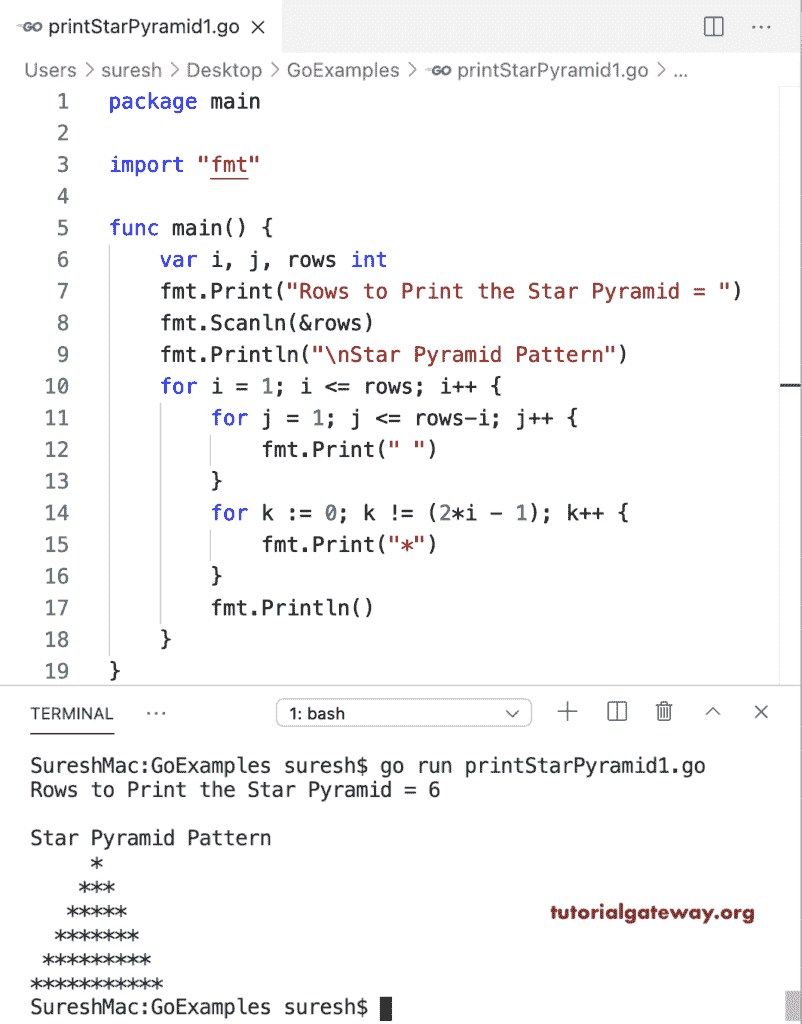 GO printStarPyramid1.go ×
Users > suresh > Desktop > GoExamples > GO printStarPyramid1.go > ...
1 package main
2
3 import "fmt"
4
5 func main() {
6     var i, j, rows int
7     fmt.Print("Rows to Print the Star Pyramid = ")
8     fmt.Scanln(&rows)
9     fmt.Println("\nStar Pyramid Pattern")
10     for i = 1; i <= rows; i++ {
11         for j = 1; j <= rows-i; j++ {
12             fmt.Print(" ")
13         }
14         for k := 0; k != (2*i - 1); k++ {
15             fmt.Print("*")
16         }
17         fmt.Println()
18     }
19 }
TERMINAL ... 1: bash
SureshMac:GoExamples suresh$ go run printStarPyramid1.go
Rows to Print the Star Pyramid = 6
Star Pyramid Pattern
     *
    ***
   *****
tutorialgateway.org
  *******
 *********
***********
SureshMac:GoExamples suresh$